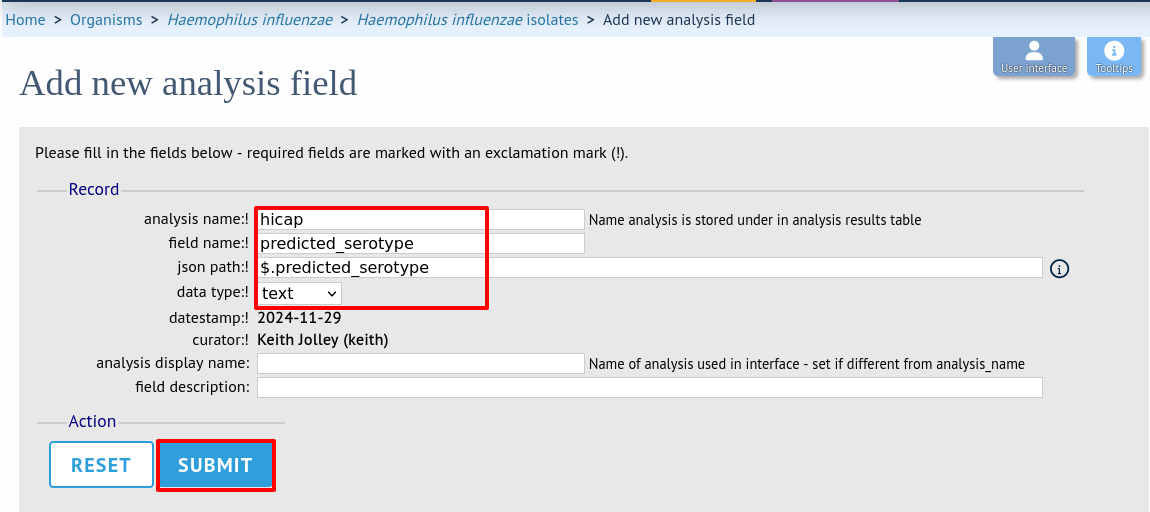 Home > Organisms > Haemophilus influenzae > Haemophilus influenzae isolates > Add new analysis field
User interface
Tooltips
Add new analysis field
Please fill in the fields below - required fields are marked with an exclamation mark (!).
Record
analysis name:! hicap Name analysis is stored under in analysis results table
field name:! predicted_serotype
json path:! $.predicted_serotype
data type:! text
datestamp:! 2024-11-29
curator:! Keith Jolley (keith)
analysis display name: Name of analysis used in interface - set if different from analysis_name
field description:
Action
RESET SUBMIT